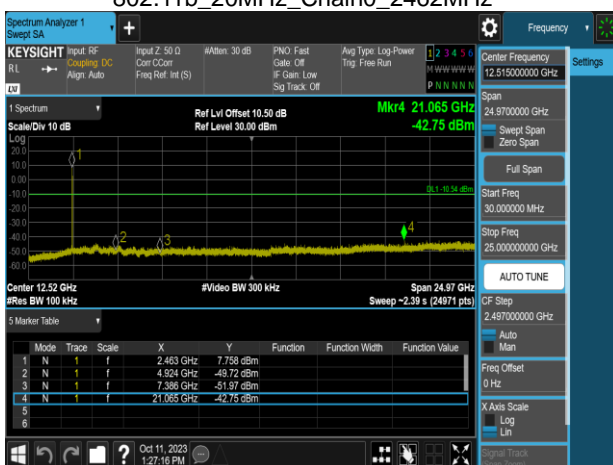 802.11b_20MHz_Chain0_2462MHz
Spectrum Analyzer 1
Swept SA
Frequency
KEYSIGHT
RL
Input: RF
Coupling: DC
Align: Auto
Input Z: 50 Ω
Corr CCorr
Freq Ref: Int (S)
#Atten: 30 dB
PNO: Fast
Gate: Off
IF Gain: Low
Sig Track: Off
Avg Type: Log-Power
Trig: Free Run
1 2 3 4 5 6
M W W W W W
P N N N N N
LXI
Center Frequency
12.515000000 GHz
Settings
Span
24.9700000 GHz
Swept Span
Zero Span
Full Span
Start Freq
30.000000 MHz
Stop Freq
25.000000000 GHz
AUTO TUNE
CF Step
2.497000000 GHz
Auto
Man
Freq Offset
0 Hz
X Axis Scale
Log
Lin
Signal Track
1 Spectrum
Scale/Div 10 dB
Log
Ref Lvl Offset 10.50 dB
Ref Level 30.00 dBm
Mkr4 21.065 GHz
-42.75 dBm
20.0
10.0
0.00
-10.0
-20.0
-30.0
-40.0
-50.0
-60.0
1
2
3
4
DL1 -10.54 dBm
Center 12.52 GHz
#Res BW 100 kHz
#Video BW 300 kHz
Span 24.97 GHz
Sweep ~2.39 s (24971 pts)
5 Marker Table
Mode Trace Scale X Y Function Function Width Function Value
1 N 1 f 2.463 GHz 7.758 dBm
2 N 1 f 4.924 GHz -49.72 dBm
3 N 1 f 7.386 GHz -51.97 dBm
4 N 1 f 21.065 GHz -42.75 dBm
5
6
Oct 11, 2023
1:27:16 PM